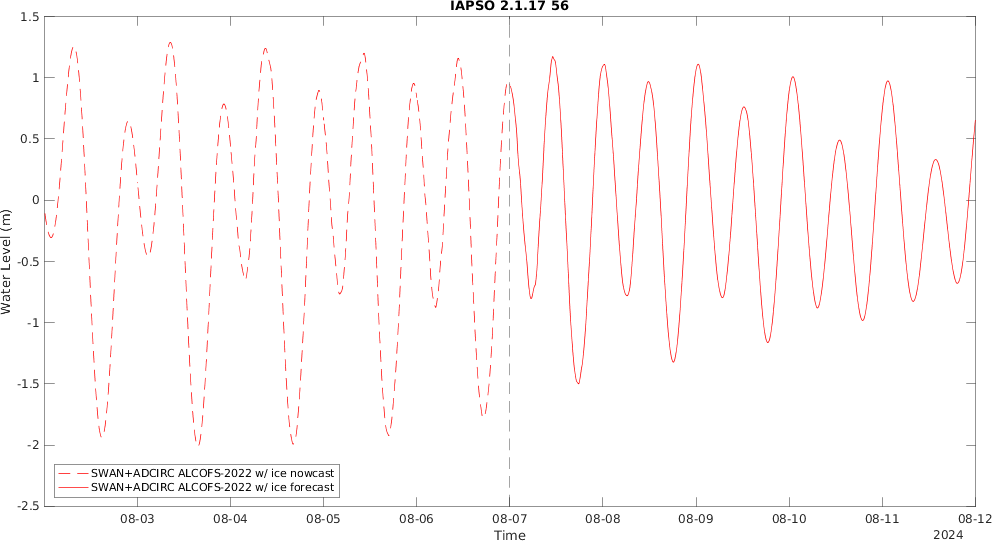 IAPSO 2.1.17 56
1.5
1
0.5
0
-0.5
-1
-1.5
-2
-2.5
Water Level (m)
SWAN+ADCIRC ALCOFS-2022 w/ ice nowcast
SWAN+ADCIRC ALCOFS-2022 w/ ice forecast
08-03 08-04 08-05 08-06 08-07 08-08 08-09 08-10 08-11 08-12
Time
2024